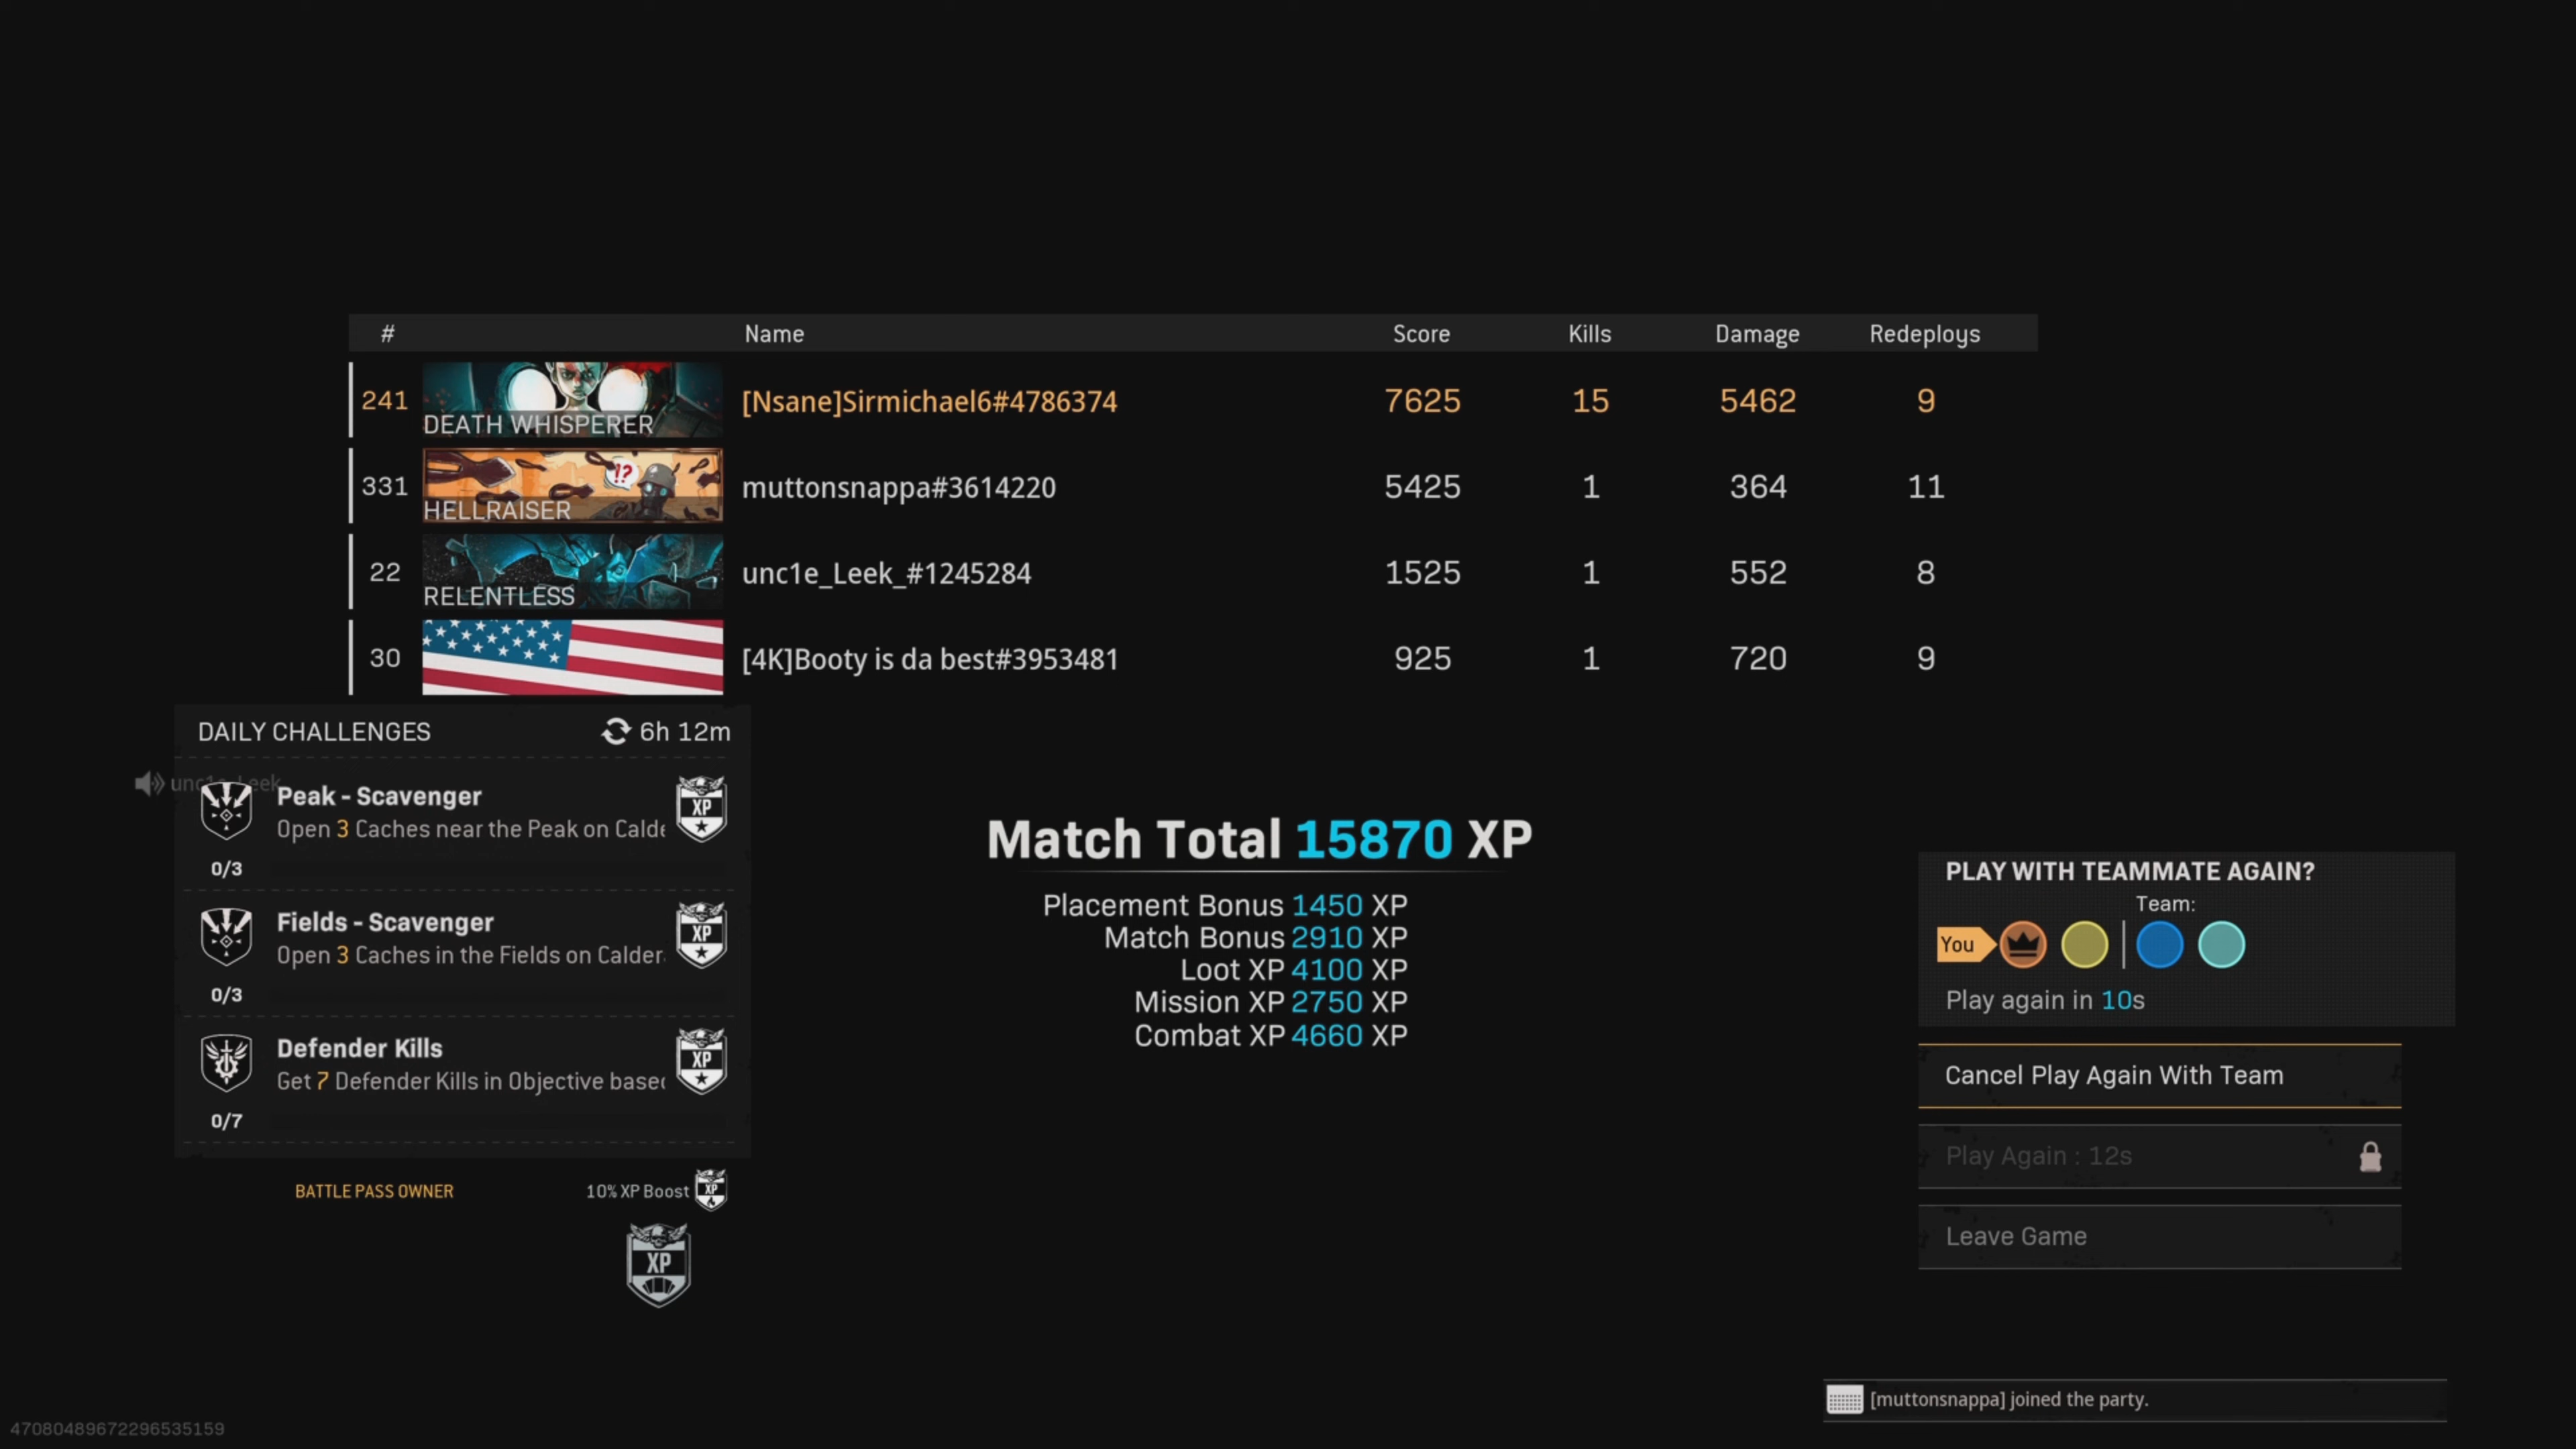 # Name Score Kills Damage Redeploys
241 DEATH WHISPERER [Nsane]Sirmichael6#4786374 7625 15 5462 9
331 HELLRAISER !? muttonsnappa#3614220 5425 1 364 11
22 RELENTLESS unc1e_Leek_#1245284 1525 1 552 8
30 [4K]Booty is da best#3953481 925 1 720 9
DAILY CHALLENGES 6h 12m
Peak - Scavenger
Open 3 Caches near the Peak on Calde
XP
0/3
Fields - Scavenger
Open 3 Caches in the Fields on Calder
XP
0/3
Defender Kills
Get 7 Defender Kills in Objective based
XP
0/7
BATTLE PASS OWNER 10% XP Boost XP
XP
Match Total 15870 XP
Placement Bonus 1450 XP
Match Bonus 2910 XP
Loot XP 4100 XP
Mission XP 2750 XP
Combat XP 4660 XP
PLAY WITH TEAMMATE AGAIN?
Team:
You
Play again in 10s
Cancel Play Again With Team
Play Again : 12s
Leave Game
[muttonsnappa] joined the party.
47080489672296535159